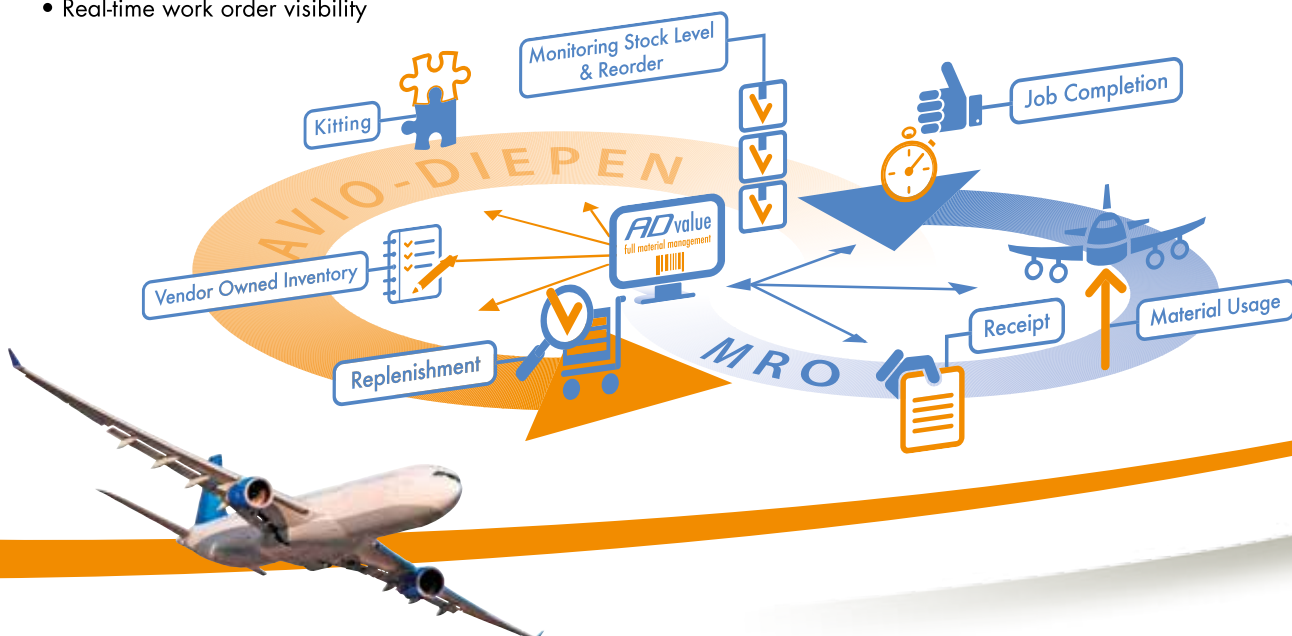 • Real-time work order visibility
Monitoring Stock Level
& Reorder
Kitting
Job Completion
AVIO-DIEPEN
AD value
full material management
Vendor Owned Inventory
Material Usage
Receipt
MRO
Replenishment